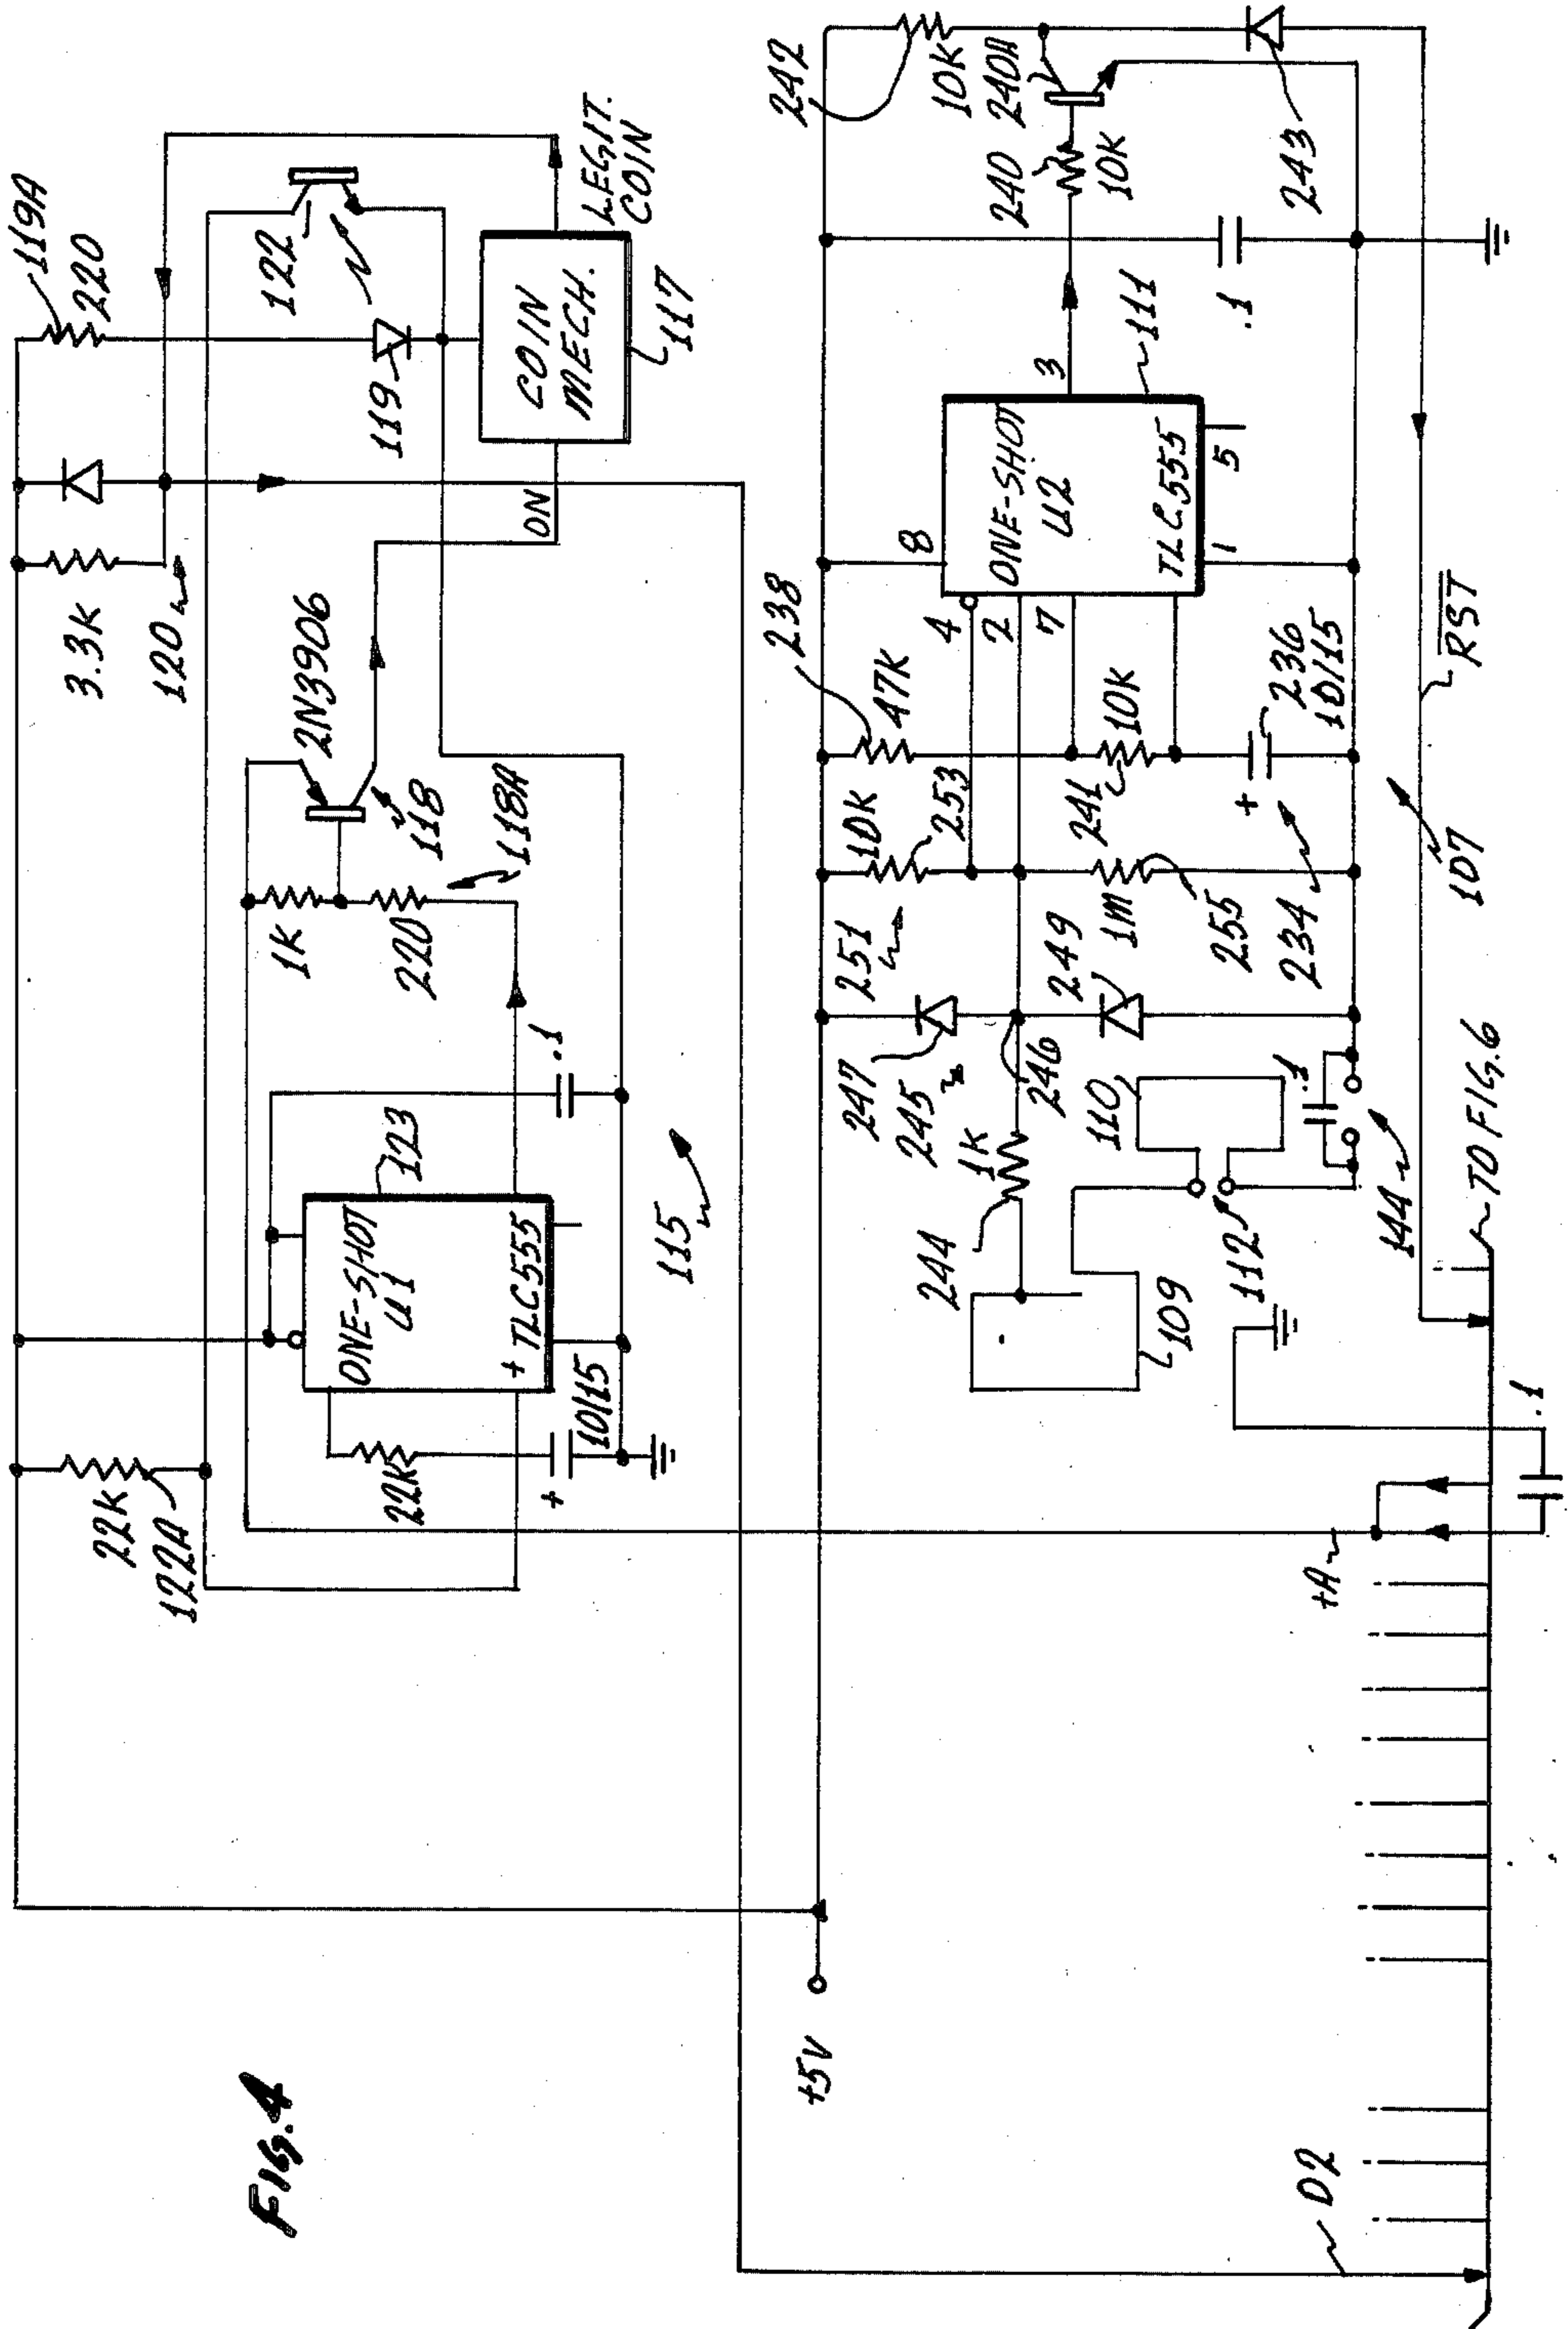 FIG. 4
119A
220
3.3K
120
122
119
LEGIT.
COIN
COIN
MECH.
117
ON
2N3906
118
118A
1K
220
22K
122A
ONE-SHOT
U1
TLC555
+
123
.1
22K
+
10/15
115
+5V
242
10K
240A
240
10K
243
.1
3
111
8
ONE-SHOT
U2
TLC555
4
2
7
1
5
238
47K
10K
253
251
241
10K
+
236
10/15
234
1M
255
249
247
245
246
1K
244
110
.1
109
112
144
107
RST
TO FIG. 6
+A
.1
D2